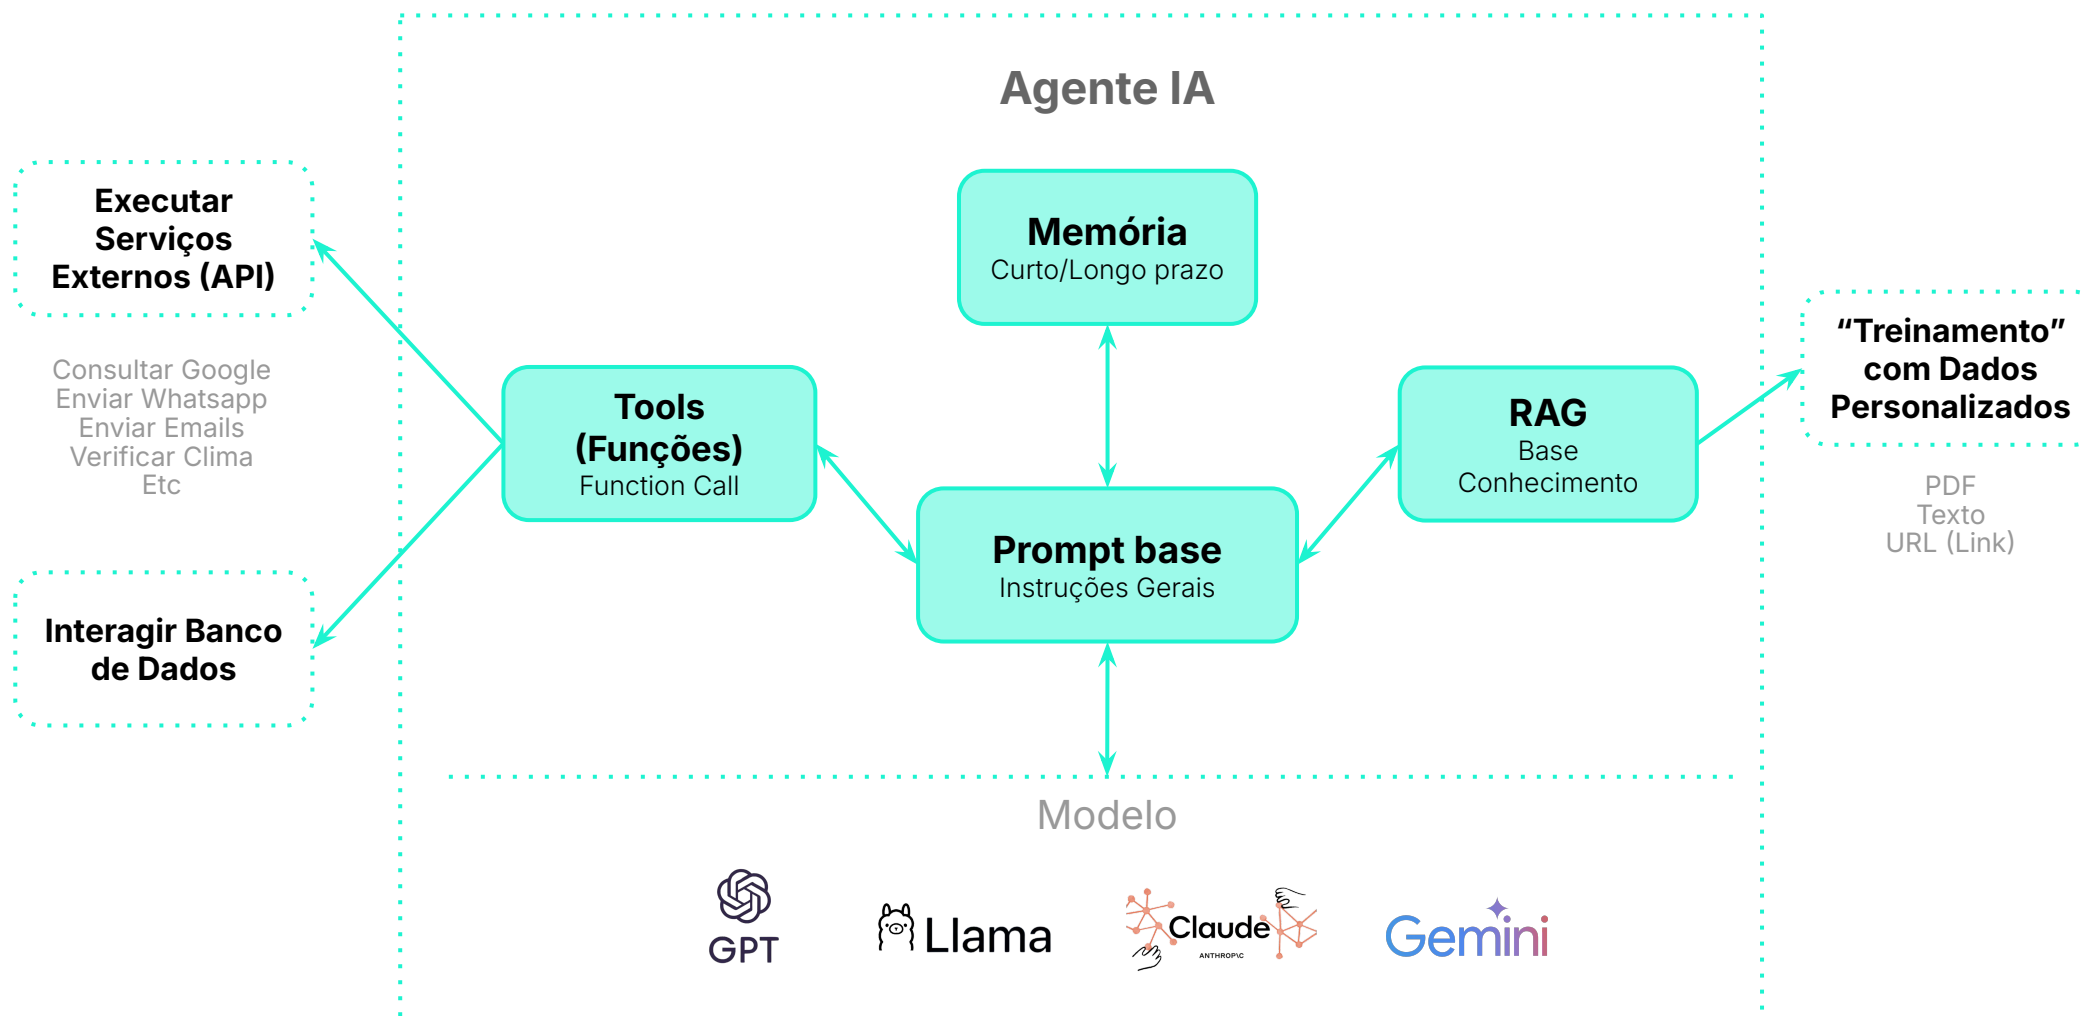 Agente IA
Executar
Serviços
Externos (API)
Consultar Google
Enviar Whatsapp
Enviar Emails
Verificar Clima
Etc
Interagir Banco
de Dados
Tools
(Funções)
Function Call
Memória
Curto/Longo prazo
Prompt base
Instruções Gerais
RAG
Base
Conhecimento
“Treinamento”
com Dados
Personalizados
PDF
Texto
URL (Link)
Modelo
GPT
Llama
Claude
ANTHROP\C
Gemini